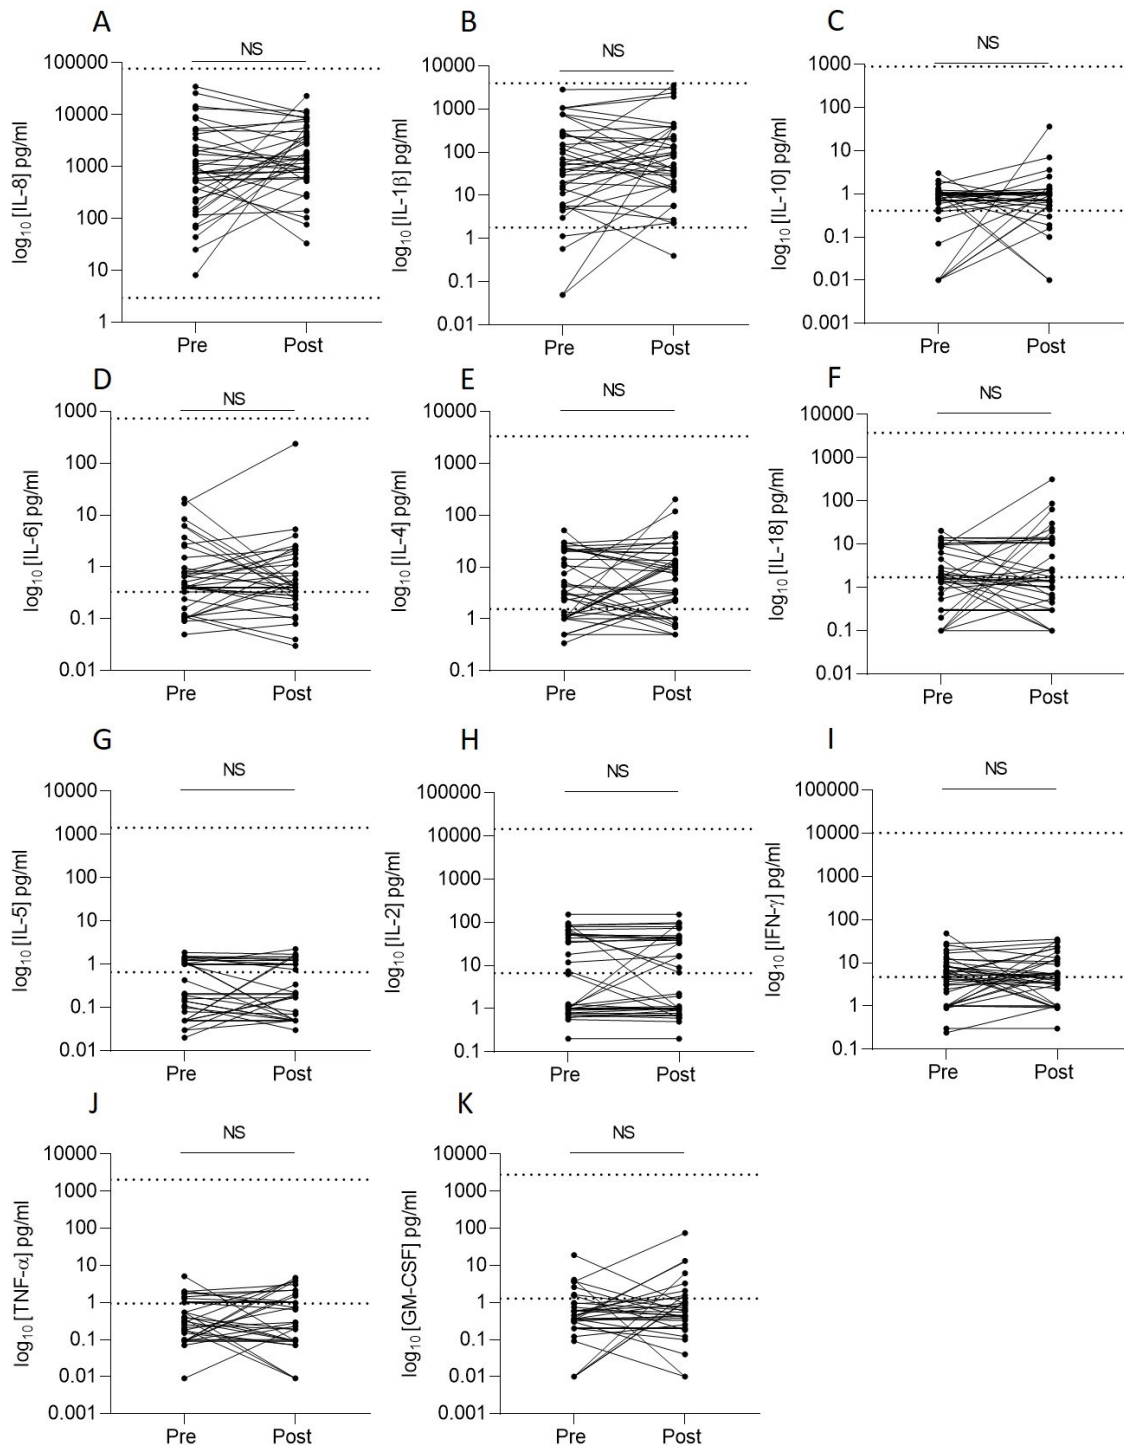 A
NS
log10 [IL-8] pg/ml
100000
10000
1000
100
10
1
Pre Post
B
NS
log10 [IL-1β] pg/ml
10000
1000
100
10
1
0.1
0.01
Pre Post
C
NS
log10 [IL-10] pg/ml
1000
100
10
1
0.1
0.01
0.001
Pre Post
D
NS
log10 [IL-6] pg/ml
1000
100
10
1
0.1
0.01
Pre Post
E
NS
log10 [IL-4] pg/ml
10000
1000
100
10
1
0.1
Pre Post
F
NS
log10 [IL-18] pg/ml
10000
1000
100
10
1
0.1
0.01
Pre Post
G
NS
log10 [IL-5] pg/ml
10000
1000
100
10
1
0.1
0.01
Pre Post
H
NS
log10 [IL-2] pg/ml
100000
10000
1000
100
10
1
0.1
Pre Post
I
NS
log10 [IFN-γ] pg/ml
100000
10000
1000
100
10
1
0.1
Pre Post
J
NS
log10 [TNF-α] pg/ml
10000
1000
100
10
1
0.1
0.01
0.001
Pre Post
K
NS
log10 [GM-CSF] pg/ml
10000
1000
100
10
1
0.1
0.01
0.001
Pre Post